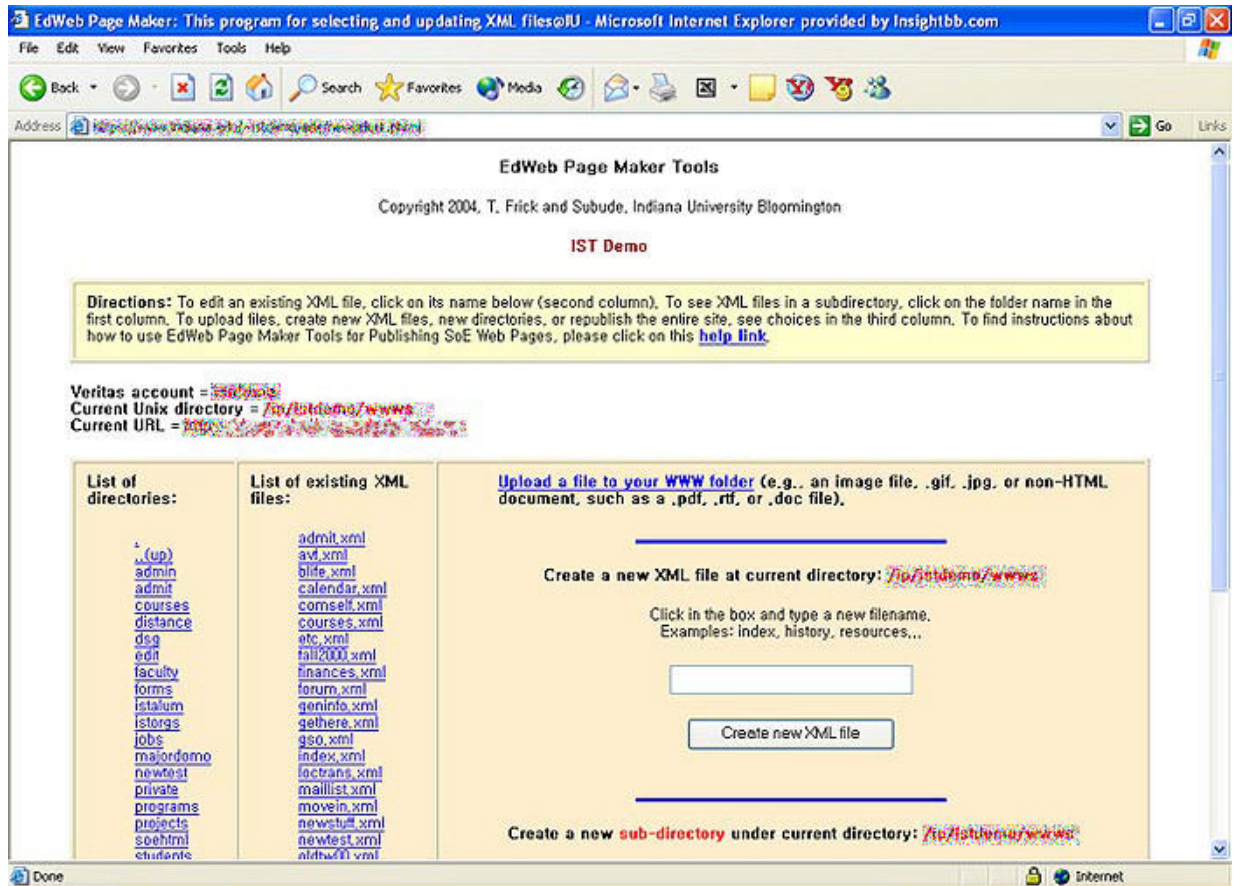 EdWeb Page Maker: This program for selecting and updating XML files@IU - Microsoft Internet Explorer provided by Insightbb.com
File Edit View Favorites Tools Help
Back Search Favorites Media
Address Go Links
EdWeb Page Maker Tools
Copyright 2004, T. Frick and Subude, Indiana University Bloomington
IST Demo
Directions: To edit an existing XML file, click on its name below (second column). To see XML files in a subdirectory, click on the folder name in the
first column. To upload files, create new XML files, new directories, or republish the entire site, see choices in the third column. To find instructions about
how to use EdWeb Page Maker Tools for Publishing SoE Web Pages, please click on this help link.
Veritas account =
Current Unix directory = /ip/istdemo/wwws
Current URL =
List of
directories:
.
..(up)
admin
admit
courses
distance
dsg
edit
faculty
forms
istalum
istorgs
jobs
majordomo
newtest
private
programs
projects
soehtml
students
List of existing XML
files:
admit.xml
avl.xml
blife.xml
calendar.xml
comself.xml
courses.xml
etc.xml
fall2000.xml
finances.xml
forum.xml
geninfo.xml
gethere.xml
gso.xml
index.xml
loctrans.xml
maillist.xml
movein.xml
newstuff.xml
newtest.xml
Upload a file to your WWW folder (e.g., an image file, .gif, .jpg, or non-HTML
document, such as a .pdf, .rtf, or .doc file).
Create a new XML file at current directory: /ip/istdemo/wwws
Click in the box and type a new filename.
Examples: index, history, resources...
Create new XML file
Create a new sub-directory under current directory: /ip/istdemo/wwws
Done Internet